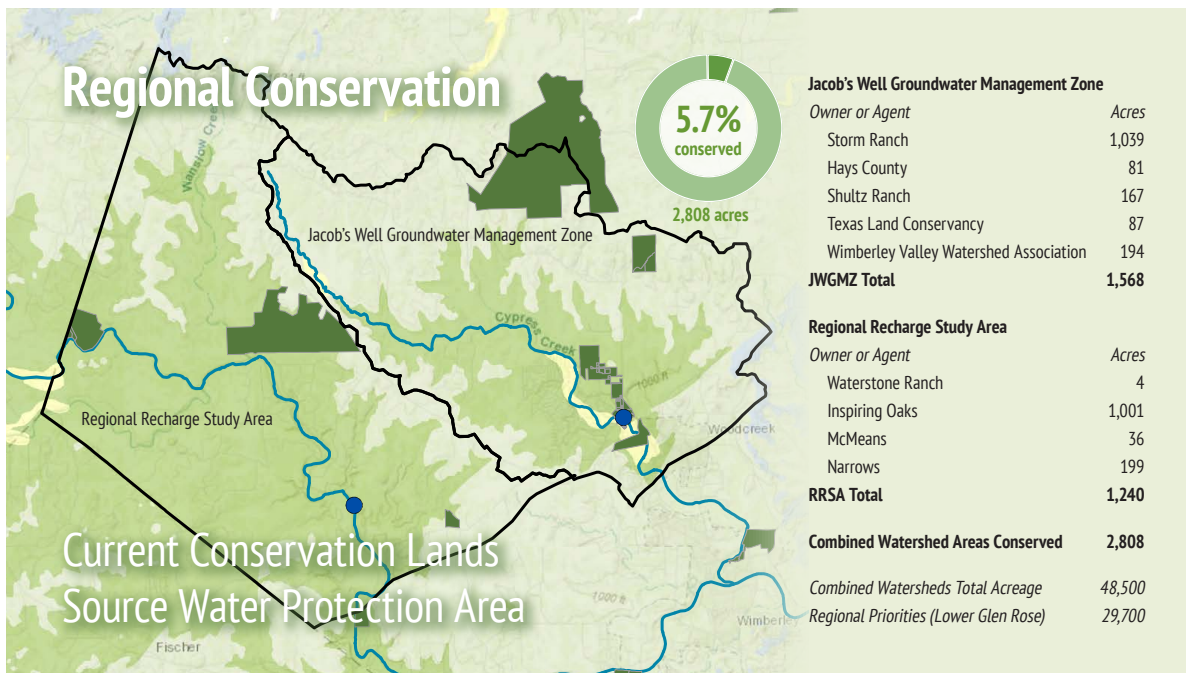 Regional Conservation
Wanslow Creek
5.7%
conserved
2,808 acres
Jacob's Well Groundwater Management Zone
Cypress Creek
1000 ft
Regional Recharge Study Area
Woodcreek
Current Conservation Lands
Source Water Protection Area
1000 ft
Wimberley
Fischer
Jacob's Well Groundwater Management Zone
Owner or Agent Acres
Storm Ranch 1,039
Hays County 81
Shultz Ranch 167
Texas Land Conservancy 87
Wimberley Valley Watershed Association 194
JWGMZ Total 1,568
Regional Recharge Study Area
Owner or Agent Acres
Waterstone Ranch 4
Inspiring Oaks 1,001
McMeans 36
Narrows 199
RRSA Total 1,240
Combined Watershed Areas Conserved 2,808
Combined Watersheds Total Acreage 48,500
Regional Priorities (Lower Glen Rose) 29,700